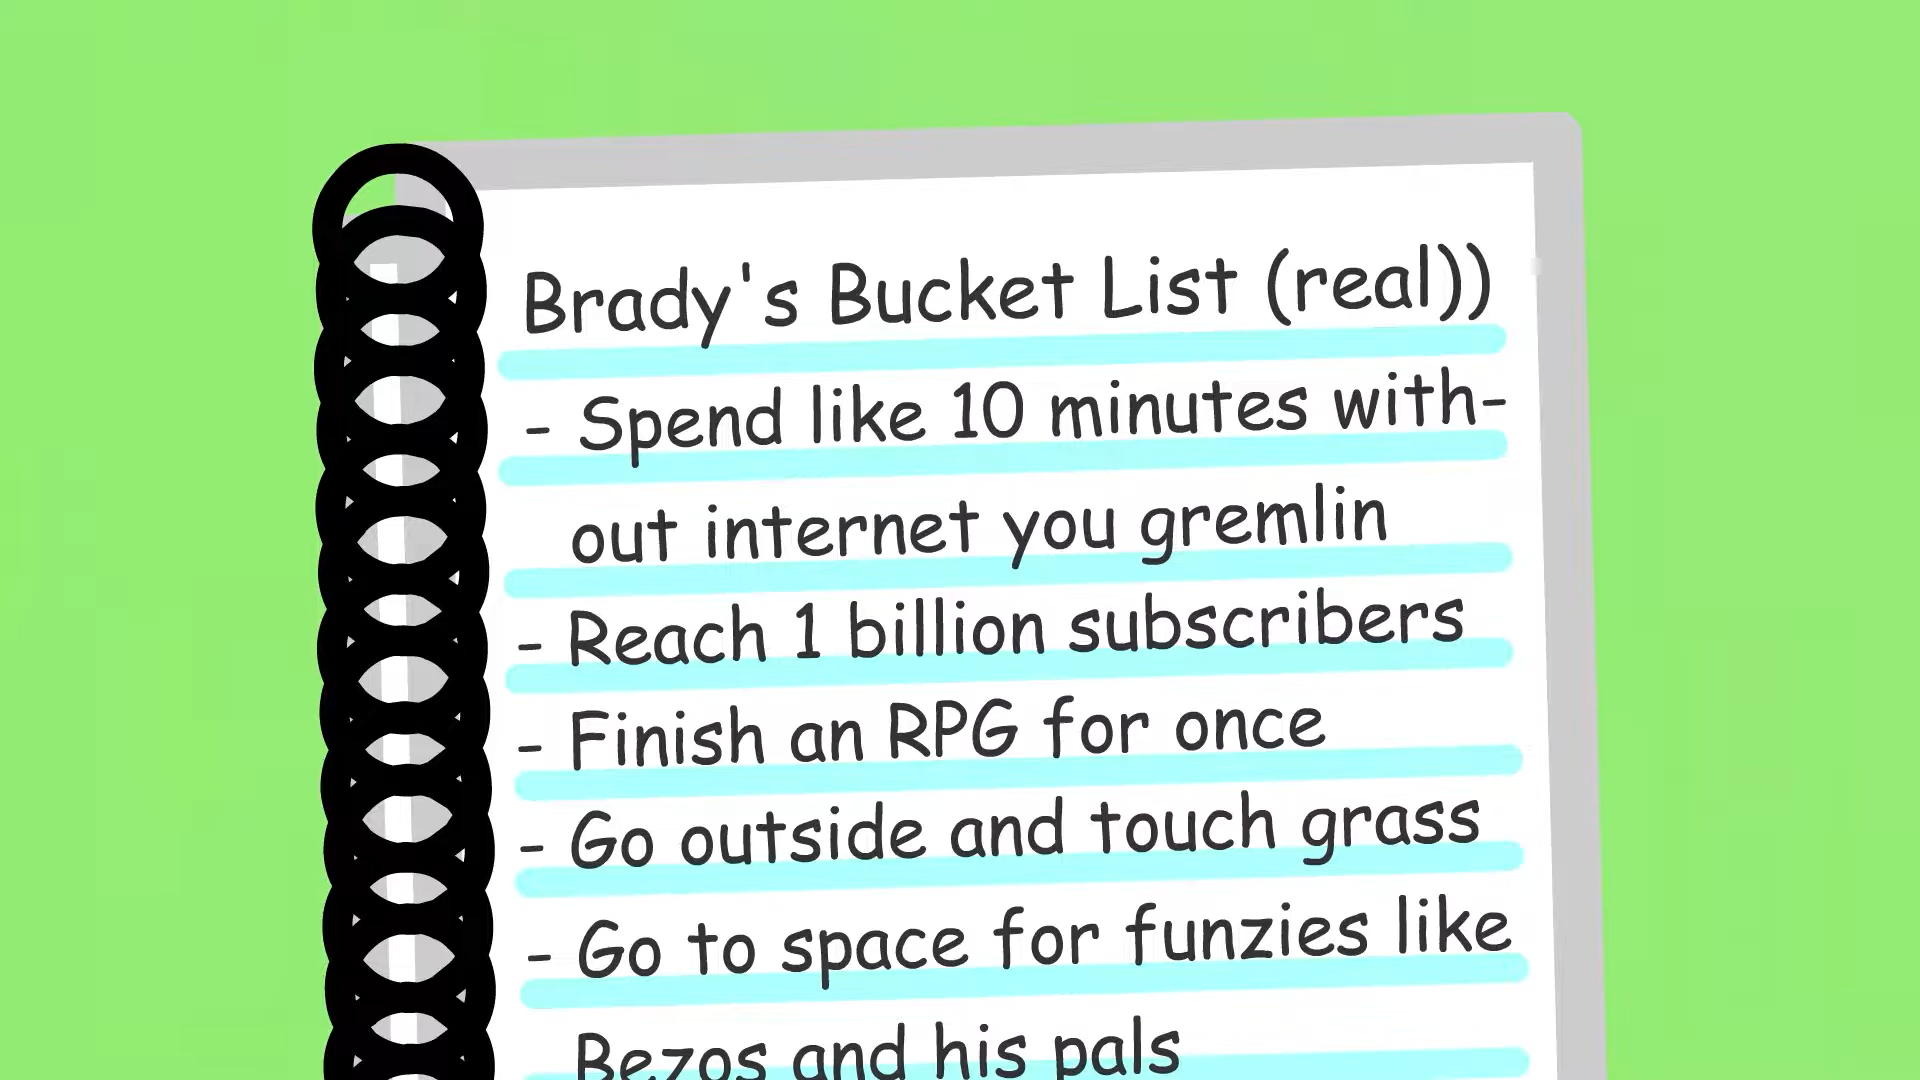 Brady's Bucket List (real))
- Spend like 10 minutes with-
out internet you gremlin
- Reach 1 billion subscribers
- Finish an RPG for once
- Go outside and touch grass
- Go to space for funzies like
Bezos and his pals